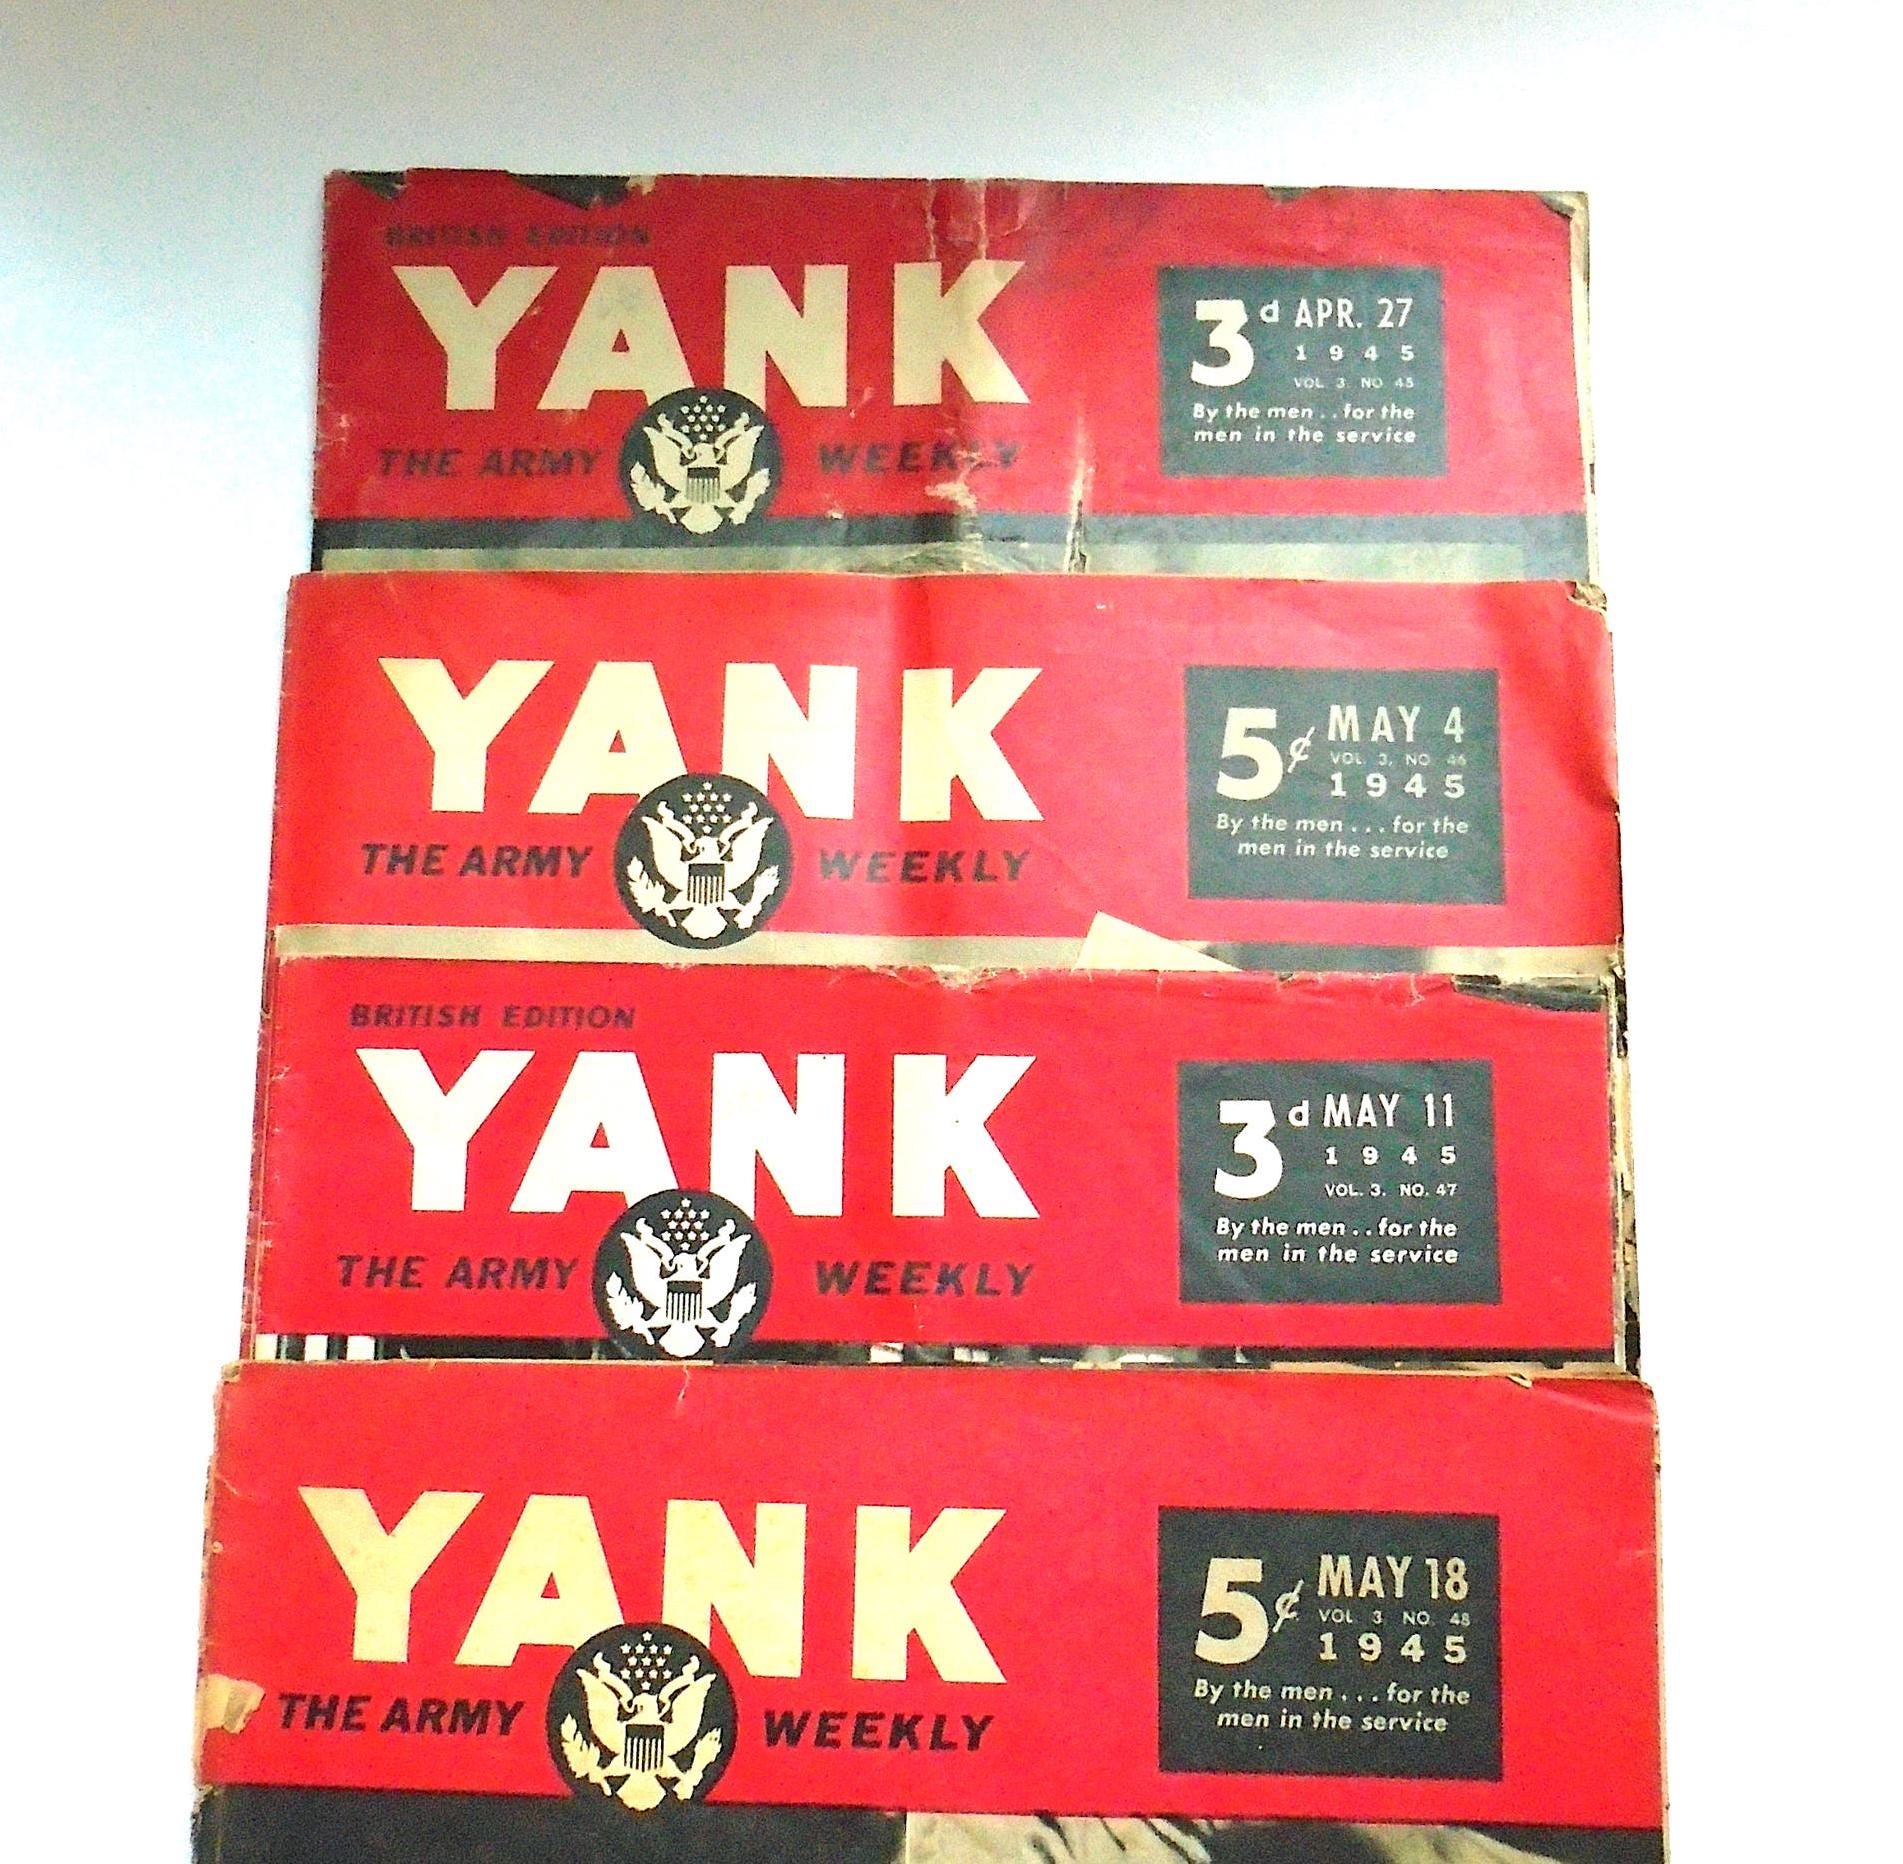 BRITISH EDITION
YANK
THE ARMY WEEKLY
3d APR. 27
1945
VOL. 3. NO. 45
By the men . . for the
men in the service
YANK
THE ARMY WEEKLY
5¢ MAY 4
VOL. 3, NO. 46
1945
By the men . . . for the
men in the service
BRITISH EDITION
YANK
THE ARMY WEEKLY
3d MAY 11
1945
VOL. 3. NO. 47
By the men . . for the
men in the service
YANK
THE ARMY WEEKLY
5¢ MAY 18
VOL 3 NO. 48
1945
By the men . . . for the
men in the service